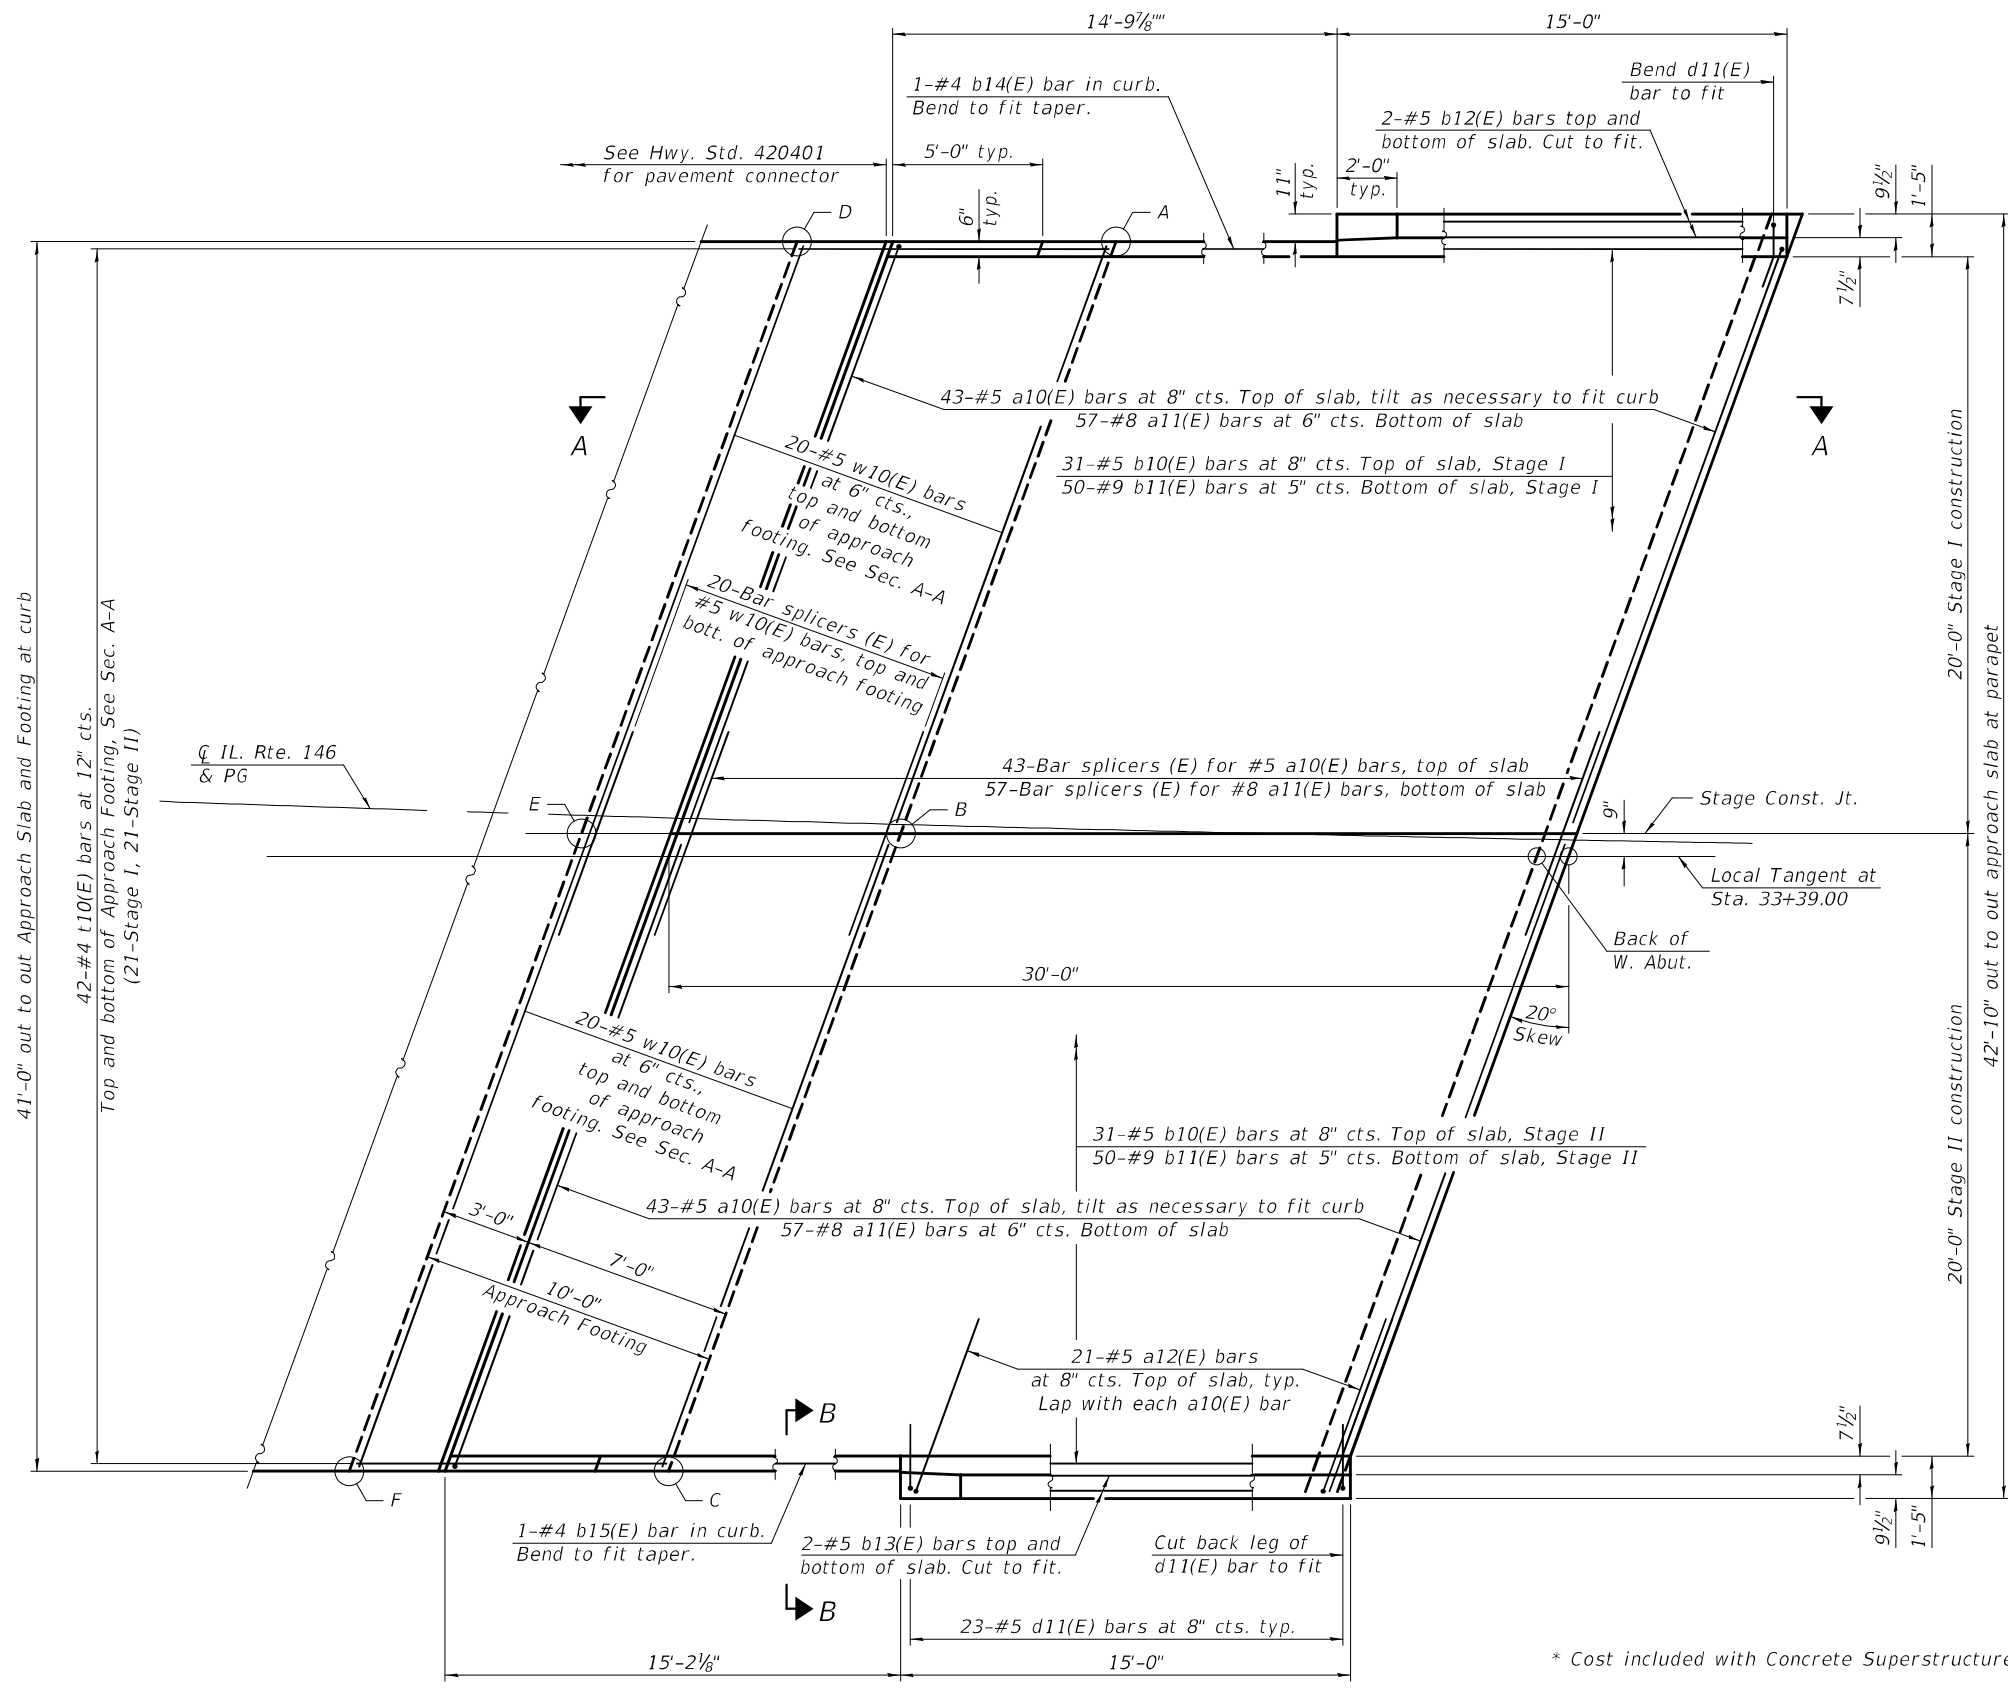 14'-9⅞""
15'-0"
1-#4 b14(E) bar in curb.
Bend to fit taper.
Bend d11(E)
bar to fit
2-#5 b12(E) bars top and
bottom of slab. Cut to fit.
See Hwy. Std. 420401
for pavement connector
5'-0" typ.
6"
typ.
11"
typ.
2'-0"
typ.
9½"
1'-5"
7½"
D
A
A
A
43-#5 a10(E) bars at 8" cts. Top of slab, tilt as necessary to fit curb
57-#8 a11(E) bars at 6" cts. Bottom of slab
31-#5 b10(E) bars at 8" cts. Top of slab, Stage I
50-#9 b11(E) bars at 5" cts. Bottom of slab, Stage I
20-#5 w10(E) bars
at 6" cts.,
top and bottom
of approach
footing. See Sec. A-A
20-Bar splicers (E) for
#5 w10(E) bars, top and
bott. of approach footing
41'-0" out to out Approach Slab and Footing at curb
42-#4 t10(E) bars at 12" cts.
Top and bottom of Approach Footing, See Sec. A-A
(21-Stage I, 21-Stage II)
20'-0" Stage I construction
42'-10" out to out approach slab at parapet
℄ IL. Rte. 146
& PG
43-Bar splicers (E) for #5 a10(E) bars, top of slab
57-Bar splicers (E) for #8 a11(E) bars, bottom of slab
E
B
9"
Stage Const. Jt.
Local Tangent at
Sta. 33+39.00
Back of
W. Abut.
30'-0"
20°
Skew
20-#5 w10(E) bars
at 6" cts.,
top and bottom
of approach
footing. See Sec. A-A
20'-0" Stage II construction
31-#5 b10(E) bars at 8" cts. Top of slab, Stage II
50-#9 b11(E) bars at 5" cts. Bottom of slab, Stage II
43-#5 a10(E) bars at 8" cts. Top of slab, tilt as necessary to fit curb
57-#8 a11(E) bars at 6" cts. Bottom of slab
3'-0"
7'-0"
10'-0"
Approach Footing
21-#5 a12(E) bars
at 8" cts. Top of slab, typ.
Lap with each a10(E) bar
B
7½"
F
C
1-#4 b15(E) bar in curb.
Bend to fit taper.
2-#5 b13(E) bars top and
bottom of slab. Cut to fit.
Cut back leg of
d11(E) bar to fit
9½"
1'-5"
B
23-#5 d11(E) bars at 8" cts. typ.
15'-2⅛"
15'-0"
* Cost included with Concrete Superstructure